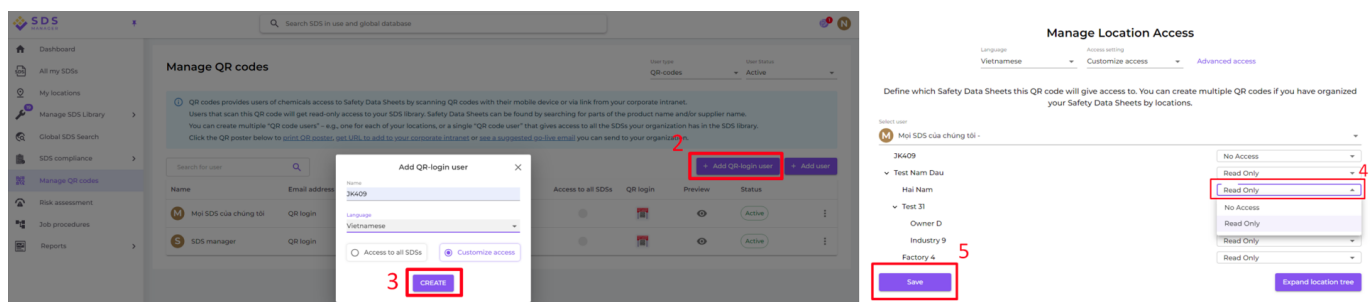 SDS
MANAGER
Search SDS in use and global database
N
Dashboard
All my SDSs
My locations
Manage SDS Library
Global SDS Search
SDS compliance
Manage QR codes
Risk assessment
Job procedures
Reports
Manage QR codes
User type
QR-codes
User Status
Active
QR codes provides users of chemicals access to Safety Data Sheets by scanning QR codes with their mobile device or via link from your corporate intranet.
Users that scan this QR code will get read-only access to your SDS library. Safety Data Sheets can be found by searching for parts of the product name and/or supplier name.
You can create multiple "QR code users" - e.g., one for each of your locations, or a single "QR code user" that gives access to all the SDSs your organization has in the SDS library.
Click the QR poster below to print QR poster, get URL to add to your corporate intranet or see a suggested go-live email you can send to your organization.
2
Search for user
+ Add QR-login user
+ Add user
Name
Email address
Access to all SDSs
QR login
Preview
Status
M
Mọi SDS của chúng tôi
QR login
Active
S
SDS manager
QR login
Active
Add QR-login user
Name
JK409
Language
Vietnamese
Access to all SDSs
Customize access
3
CREATE
Manage Location Access
Language
Vietnamese
Access setting
Customize access
Advanced access
Define which Safety Data Sheets this QR code will give access to. You can create multiple QR codes if you have organized
your Safety Data Sheets by locations.
Select user
M
Mọi SDS của chúng tôi -
JK409
No Access
Test Nam Dau
Read Only
4
Hai Nam
Read Only
No Access
Read Only
Test 31
Owner D
Industry 9
Read Only
Factory 4
Read Only
5
Save
Expand location tree